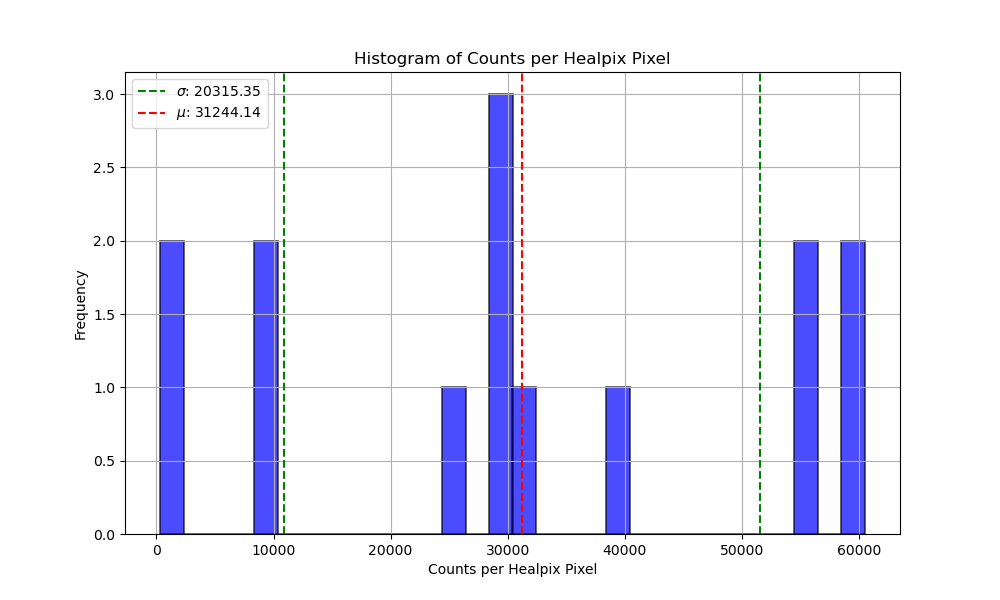 Histogram of Counts per Healpix Pixel
σ: 20315.35
μ: 31244.14
3.0
2.5
2.0
1.5
1.0
0.5
0.0
Frequency
0 10000 20000 30000 40000 50000 60000
Counts per Healpix Pixel